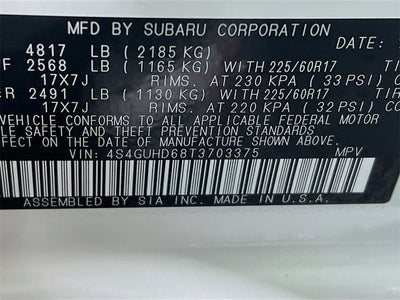 MFD BY SUBARU CORPORATION DATE:
4817 LB (2185 KG)
F 2568 LB (1165 KG) WITH 225/60R17 TI
17X7J RIMS. AT 230 KPA (33 PSI)
R 2491 LB (1130 KG) WITH 225/60R17 TIR
17X7J RIMS. AT 220 KPA (32 PSI)
VEHICLE CONFORMS TO ALL APPLICABLE FEDERAL MOTOR
LE SAFETY AND THEFT PREVENTION STANDARDS IN
FECT ON THE DATE OF MANUFACTURE SHOWN ABOVE.
VIN: 4S4GUHD68T3703375 MPV
ASSEMBLED BY SIA INC. IN U.S.A.